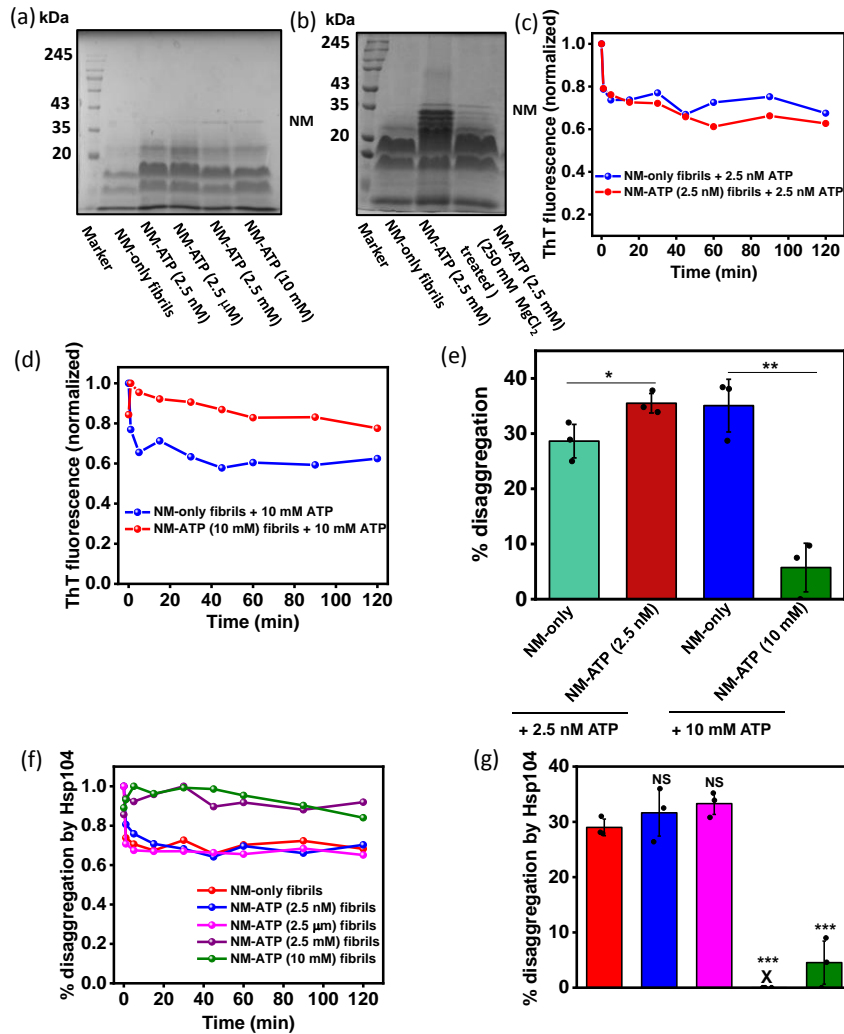 (a)
kDa
245
43
35
20
NM
Marker
NM-only fibrils
NM-ATP (2.5 nM)
NM-ATP (2.5 μM)
NM-ATP (2.5 mM)
NM-ATP (10 mM)
(b)
kDa
245
43
35
20
NM
Marker
NM-only fibrils
NM-ATP (2.5 mM)
NM-ATP (2.5 mM)
(250 mM MgCl2
treated)
(c)
ThT fluorescence (normalized)
1.0
0.8
0.6
0.4
0.2
NM-only fibrils + 2.5 nM ATP
NM-ATP (2.5 nM) fibrils + 2.5 nM ATP
0 20 40 60 80 100 120
Time (min)
(d)
ThT fluorescence (normalized)
1.0
0.8
0.6
0.4
0.2
0.0
NM-only fibrils + 10 mM ATP
NM-ATP (10 mM) fibrils + 10 mM ATP
0 20 40 60 80 100 120
Time (min)
(e)
% disaggregation
40
30
20
10
0
*
**
NM-only
NM-ATP (2.5 nM)
NM-only
NM-ATP (10 mM)
+ 2.5 nM ATP
+ 10 mM ATP
(f)
% disaggregation by Hsp104
1.0
0.8
0.6
0.4
0.2
0.0
NM-only fibrils
NM-ATP (2.5 nM) fibrils
NM-ATP (2.5 μm) fibrils
NM-ATP (2.5 mM) fibrils
NM-ATP (10 mM) fibrils
0 20 40 60 80 100 120
Time (min)
(g)
% disaggregation by Hsp104
40
30
20
10
0
NS
NS
***
X
***